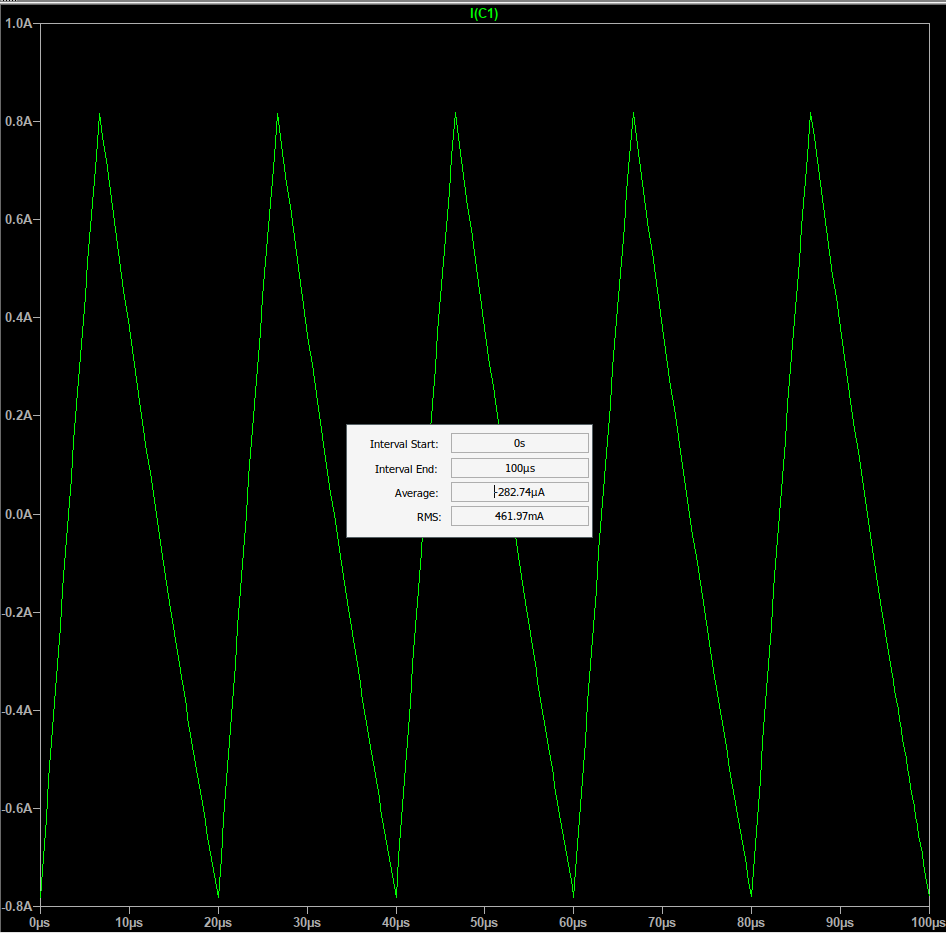 I(C1)
1.0A
0.8A
0.6A
0.4A
0.2A
0.0A
-0.2A
-0.4A
-0.6A
-0.8A
Interval Start: 0s
Interval End: 100µs
Average: -282.74µA
RMS: 461.97mA
0µs 10µs 20µs 30µs 40µs 50µs 60µs 70µs 80µs 90µs 100µs